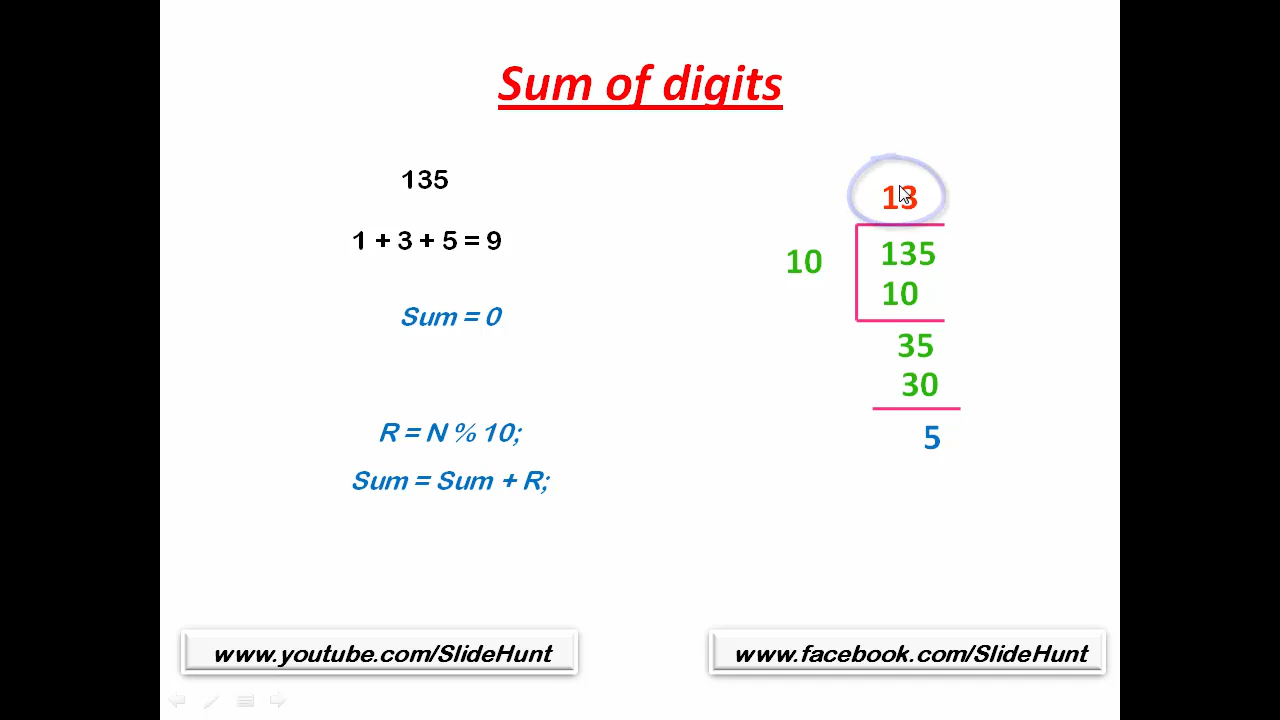 Sum of digits
135
1 + 3 + 5 = 9
Sum = 0
R = N % 10;
Sum = Sum + R;
13
10
135
10
35
30
5
www.youtube.com/SlideHunt
www.facebook.com/SlideHunt